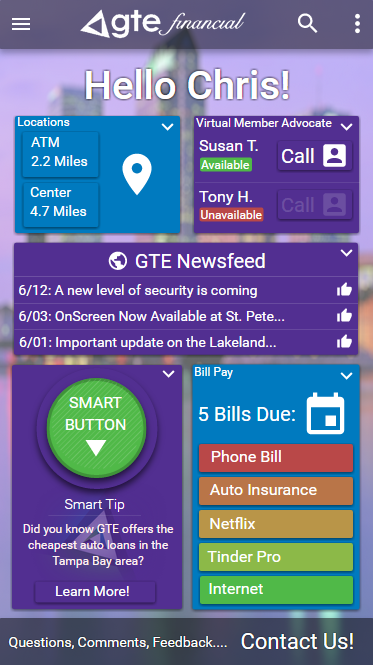 gte financial
Hello Chris!
Locations
ATM
2.2 Miles
Center
4.7 Miles
Virtual Member Advocate
Susan T.
Available
Call
Tony H.
Unavailable
Call
GTE Newsfeed
6/12: A new level of security is coming
6/03: OnScreen Now Available at St. Pete...
6/01: Important update on the Lakeland...
SMART
BUTTON
Smart Tip
Did you know GTE offers the
cheapest auto loans in the
Tampa Bay area?
Learn More!
Bill Pay
5 Bills Due:
Phone Bill
Auto Insurance
Netflix
Tinder Pro
Internet
Questions, Comments, Feedback.... Contact Us!